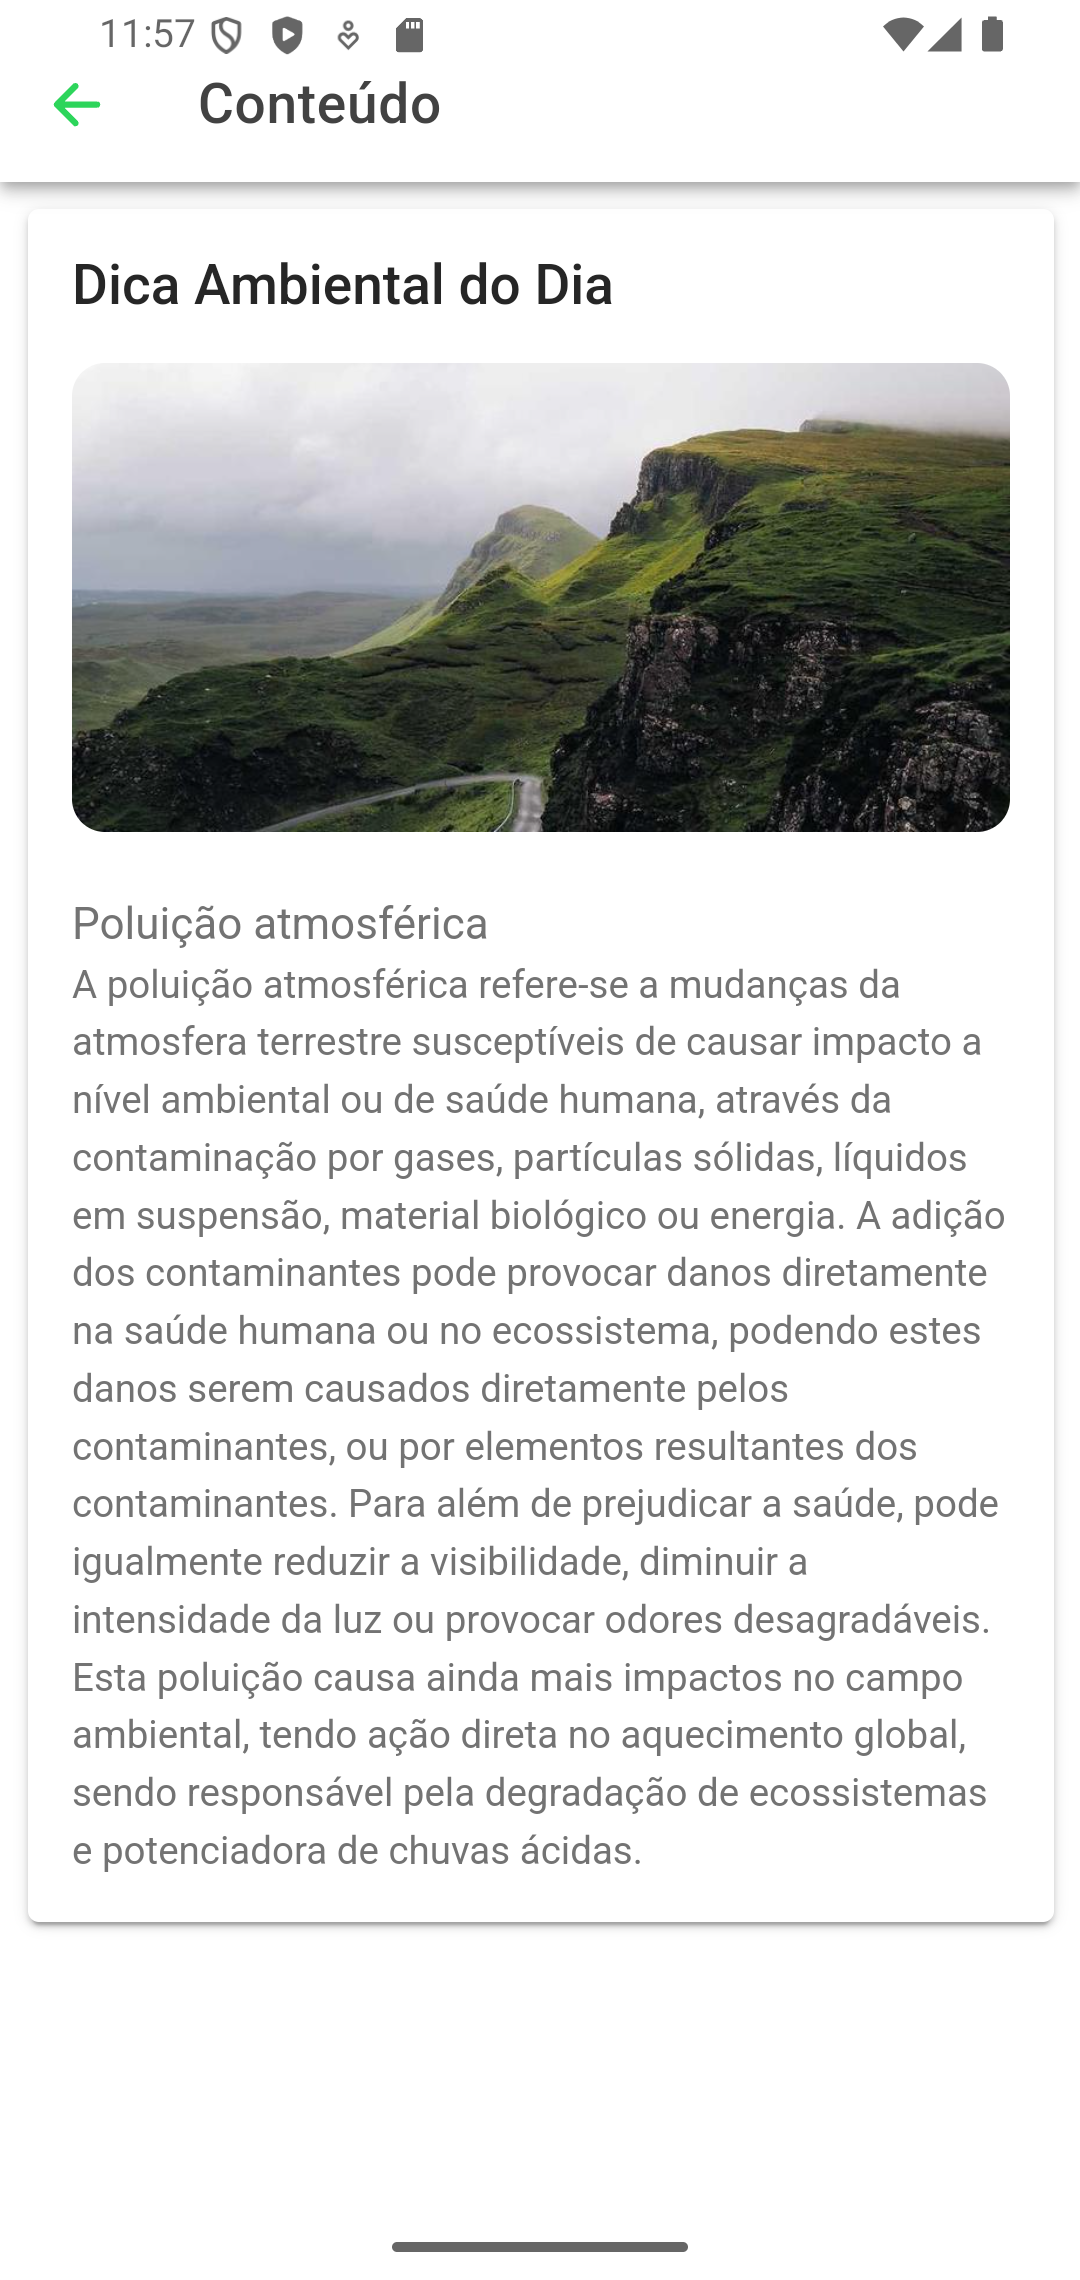 11:57
Conteúdo
Dica Ambiental do Dia
Poluição atmosférica
A poluição atmosférica refere-se a mudanças da
atmosfera terrestre susceptíveis de causar impacto a
nível ambiental ou de saúde humana, através da
contaminação por gases, partículas sólidas, líquidos
em suspensão, material biológico ou energia. A adição
dos contaminantes pode provocar danos diretamente
na saúde humana ou no ecossistema, podendo estes
danos serem causados diretamente pelos
contaminantes, ou por elementos resultantes dos
contaminantes. Para além de prejudicar a saúde, pode
igualmente reduzir a visibilidade, diminuir a
intensidade da luz ou provocar odores desagradáveis.
Esta poluição causa ainda mais impactos no campo
ambiental, tendo ação direta no aquecimento global,
sendo responsável pela degradação de ecossistemas
e potenciadora de chuvas ácidas.